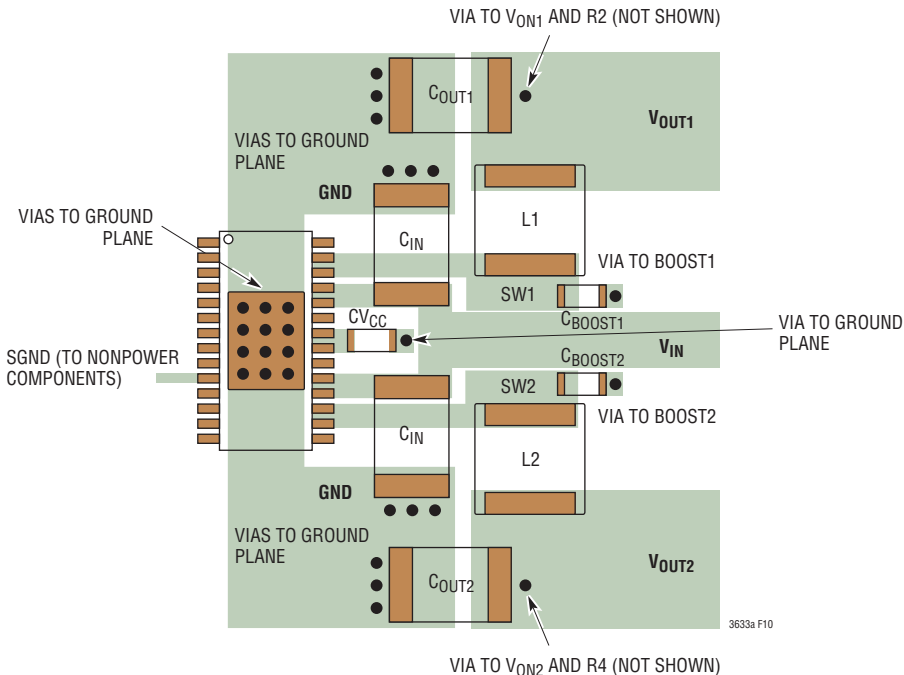 VIA TO VON1 AND R2 (NOT SHOWN)
COUT1
VOUT1
VIAS TO GROUND
PLANE
GND
VIAS TO GROUND
PLANE
CIN
L1
VIA TO BOOST1
SW1
CBOOST1
CVCC
VIN
VIA TO GROUND
PLANE
SGND (TO NONPOWER
COMPONENTS)
CBOOST2
SW2
VIA TO BOOST2
CIN
L2
GND
VIAS TO GROUND
PLANE
COUT2
VOUT2
3633a F10
VIA TO VON2 AND R4 (NOT SHOWN)